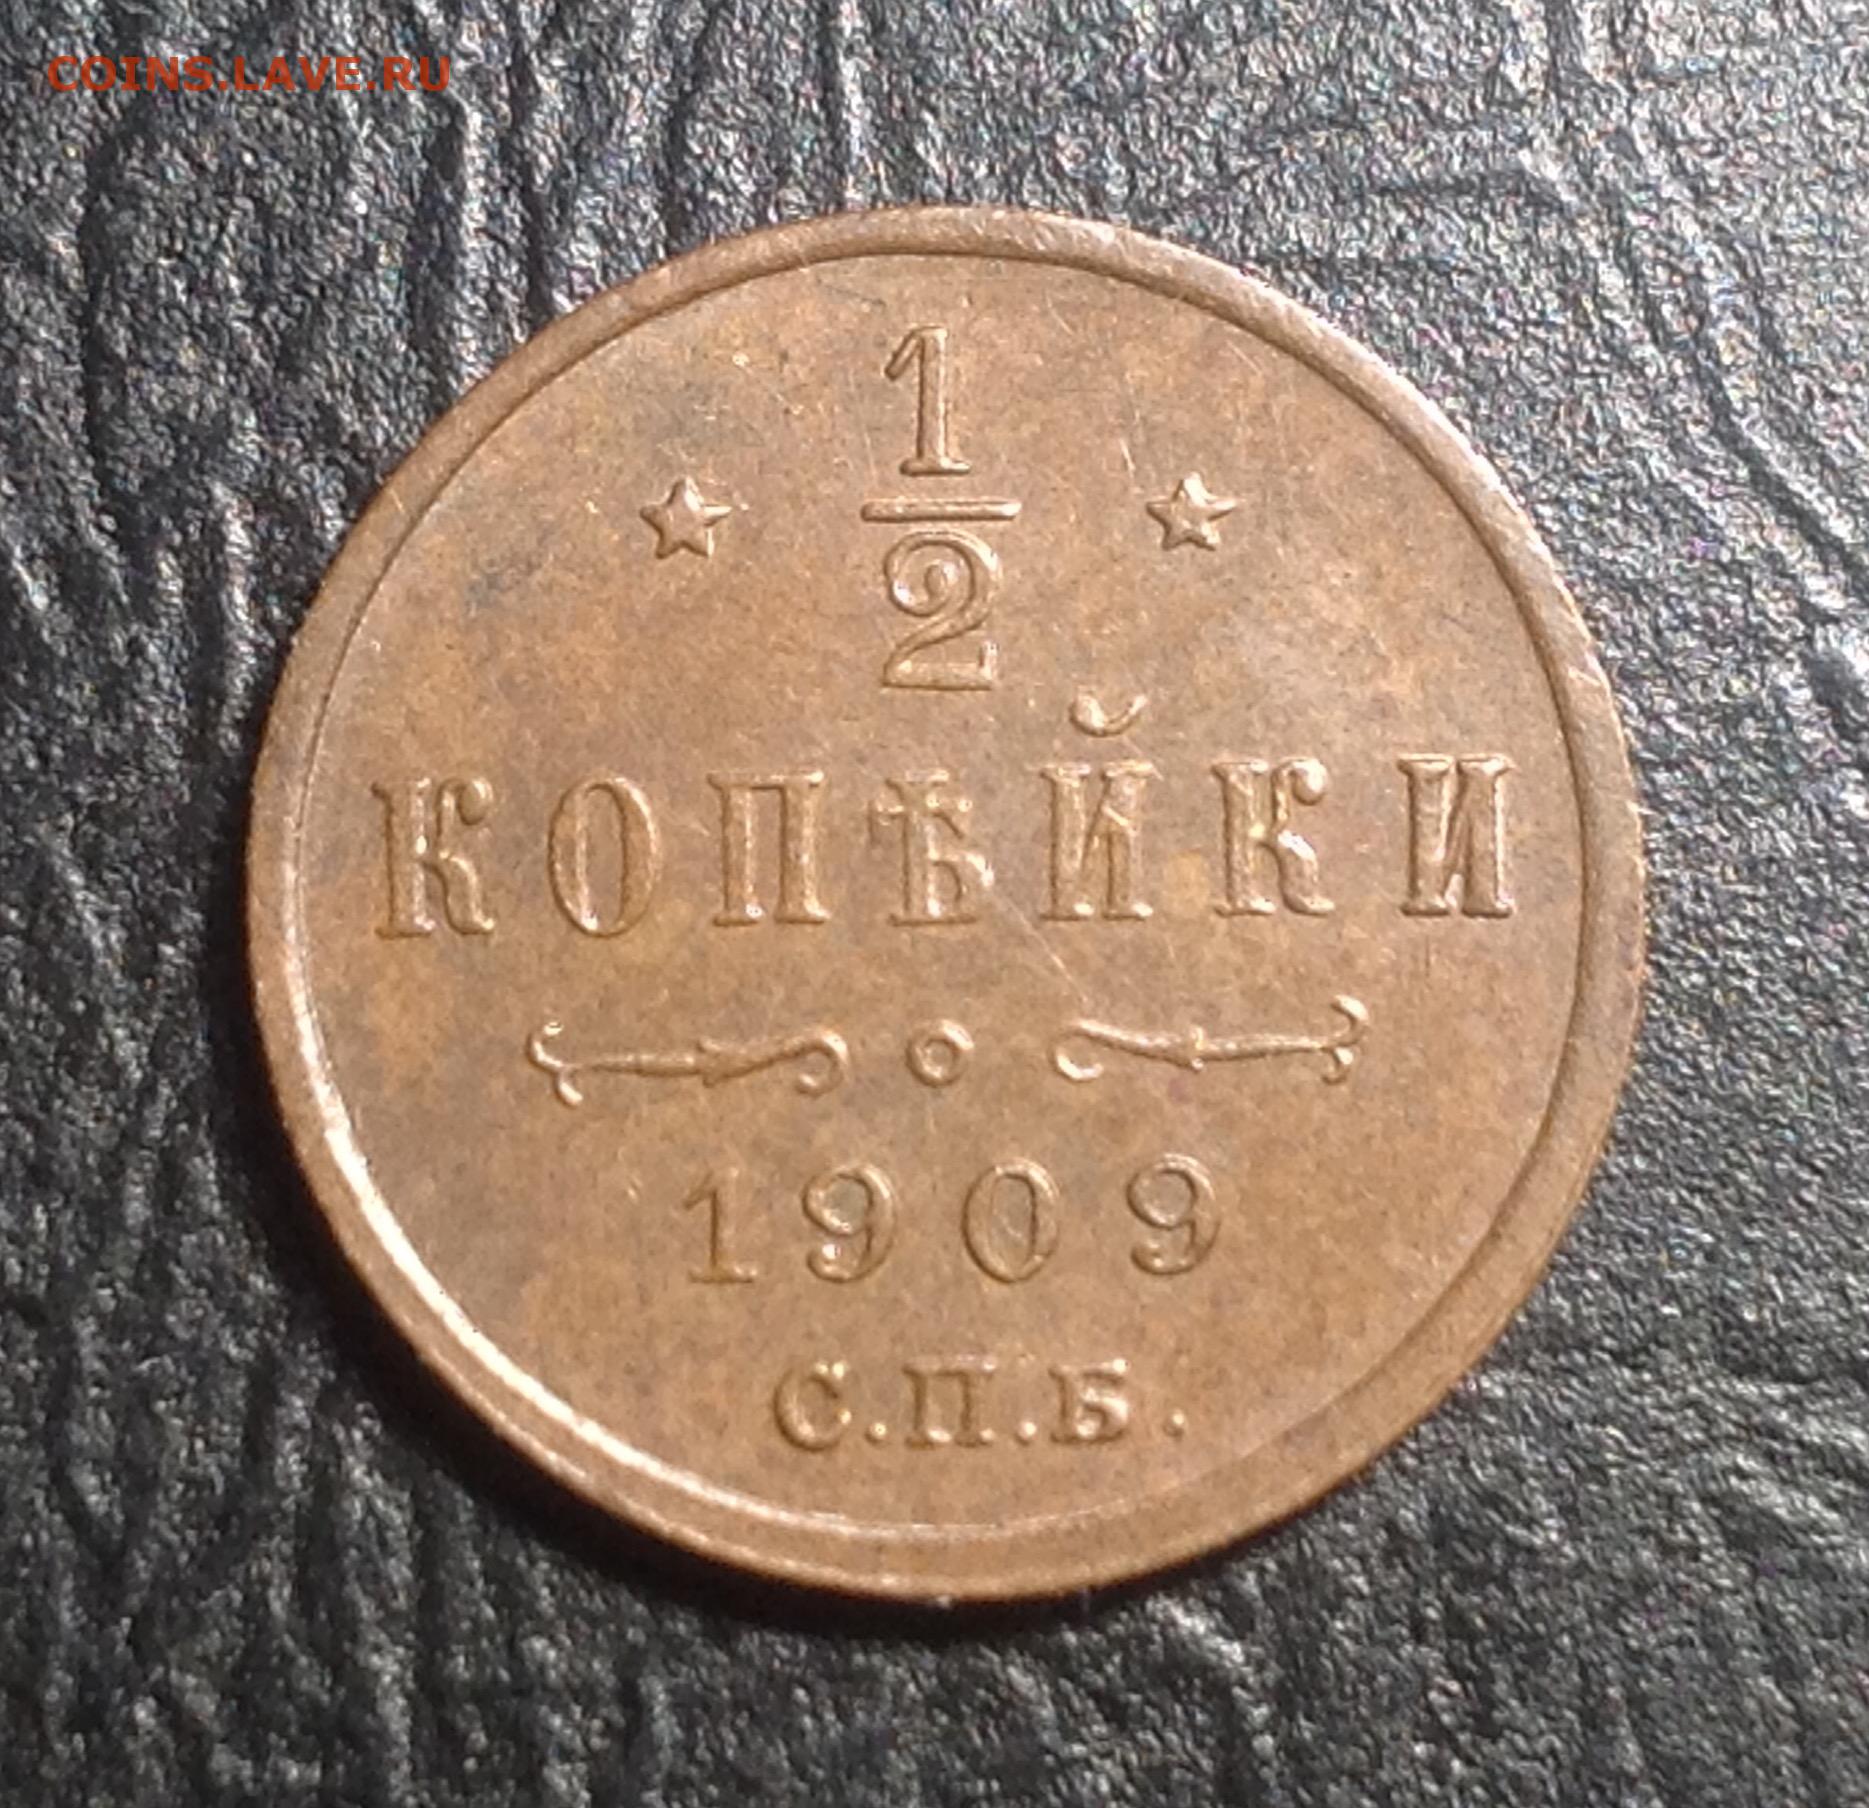 COINS.LAVE.RU
1/2
КОПѢЙКИ
1909
С.П.Б.